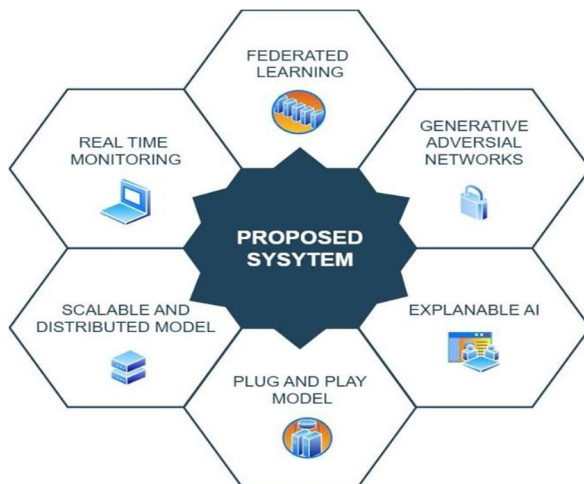 FEDERATED
LEARNING
REAL TIME
MONITORING
GENERATIVE
ADVERSIAL
NETWORKS
PROPOSED
SYSYTEM
SCALABLE AND
DISTRIBUTED MODEL
EXPLANABLE AI
PLUG AND PLAY
MODEL